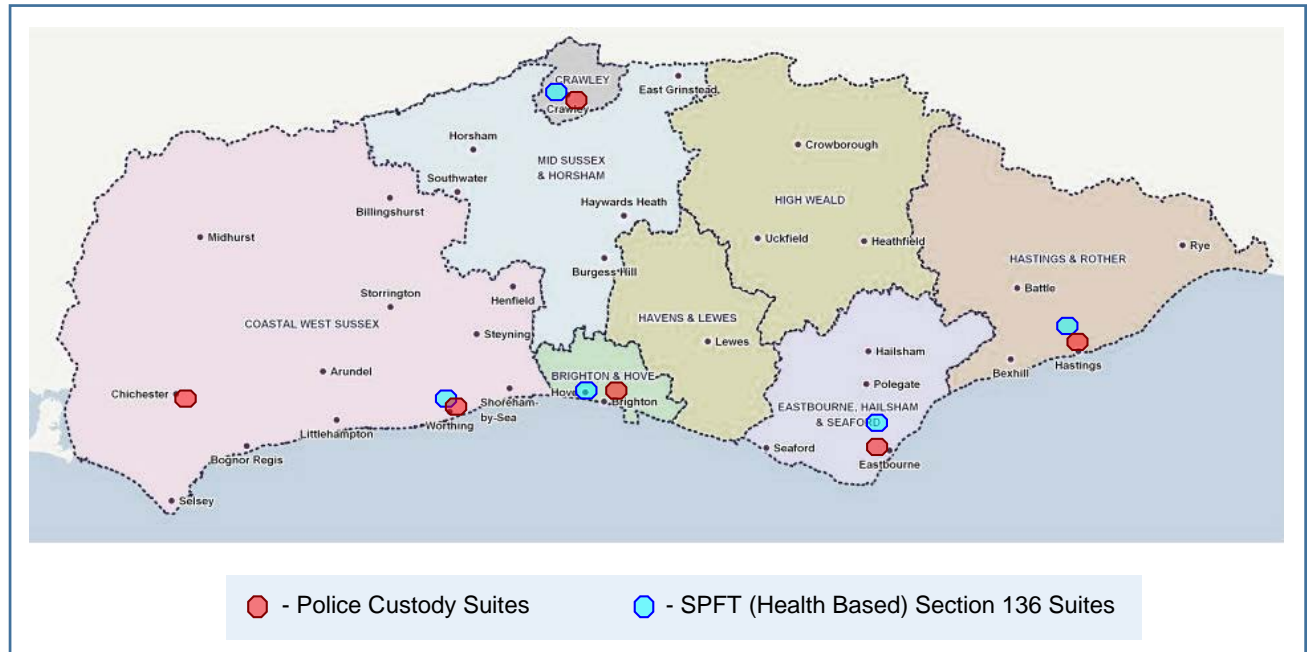 CRAWLEY
East Grinstead
Crawley
Horsham
Crowborough
MID SUSSEX
& HORSHAM
Southwater
Billingshurst
HIGH WEALD
Haywards Heath
Midhurst
Uckfield
Heathfield
Rye
HASTINGS & ROTHER
Burgess Hill
Battle
Henfield
Storrington
HAVENS & LEWES
COASTAL WEST SUSSEX
Steyning
Lewes
Hailsham
Bexhill
Hastings
Arundel
BRIGHTON & HOVE
Polegate
Chichester
Hove
Brighton
Shoreham-
by-Sea
EASTBOURNE, HAILSHAM
& SEAFORD
Littlehampton
Worthing
Bognor Regis
Seaford
Eastbourne
Selsey
- Police Custody Suites
- SPFT (Health Based) Section 136 Suites